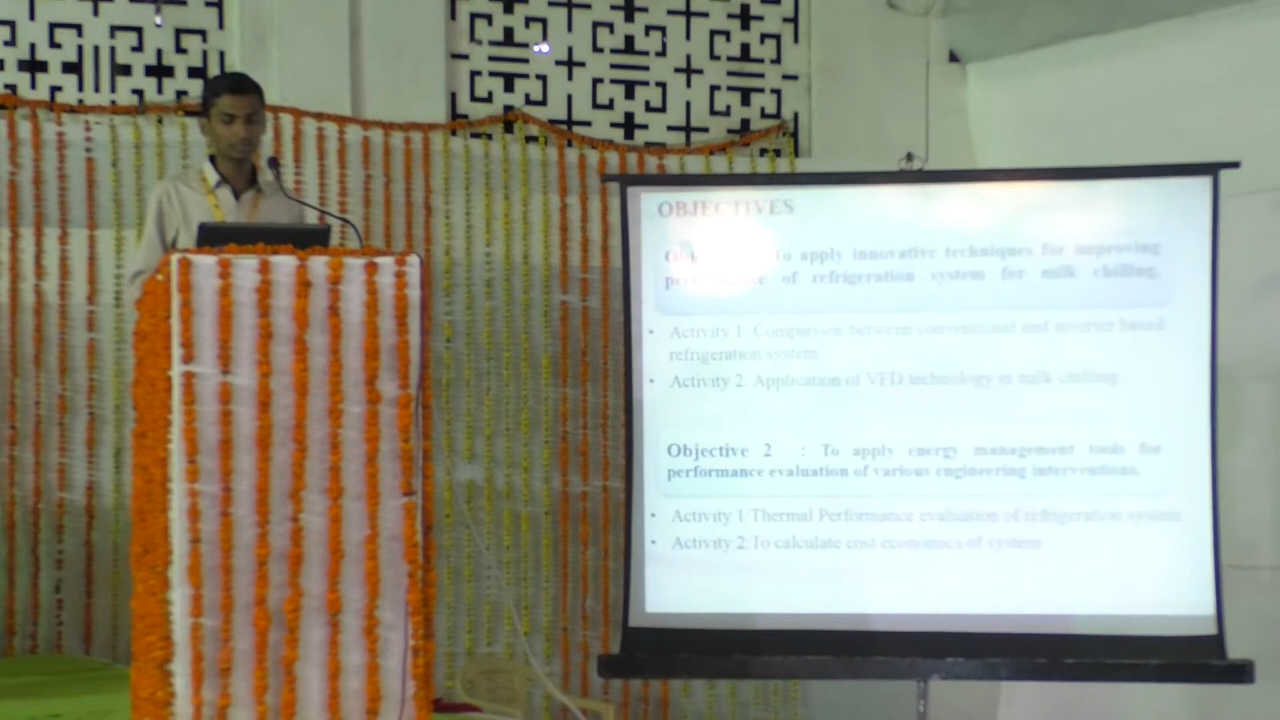 OBJECTIVES
To apply innovative techniques for improving
of refrigeration system for milk chilling.
• Activity 1: Comparison between conventional and inverter based
refrigeration system
• Activity 2: Application of VFD technology in milk chilling
Objective 2 : To apply energy management tools for
performance evaluation of various engineering interventions.
• Activity 1:Thermal Performance evaluation of refrigeration system
• Activity 2:To calculate cost economics of system